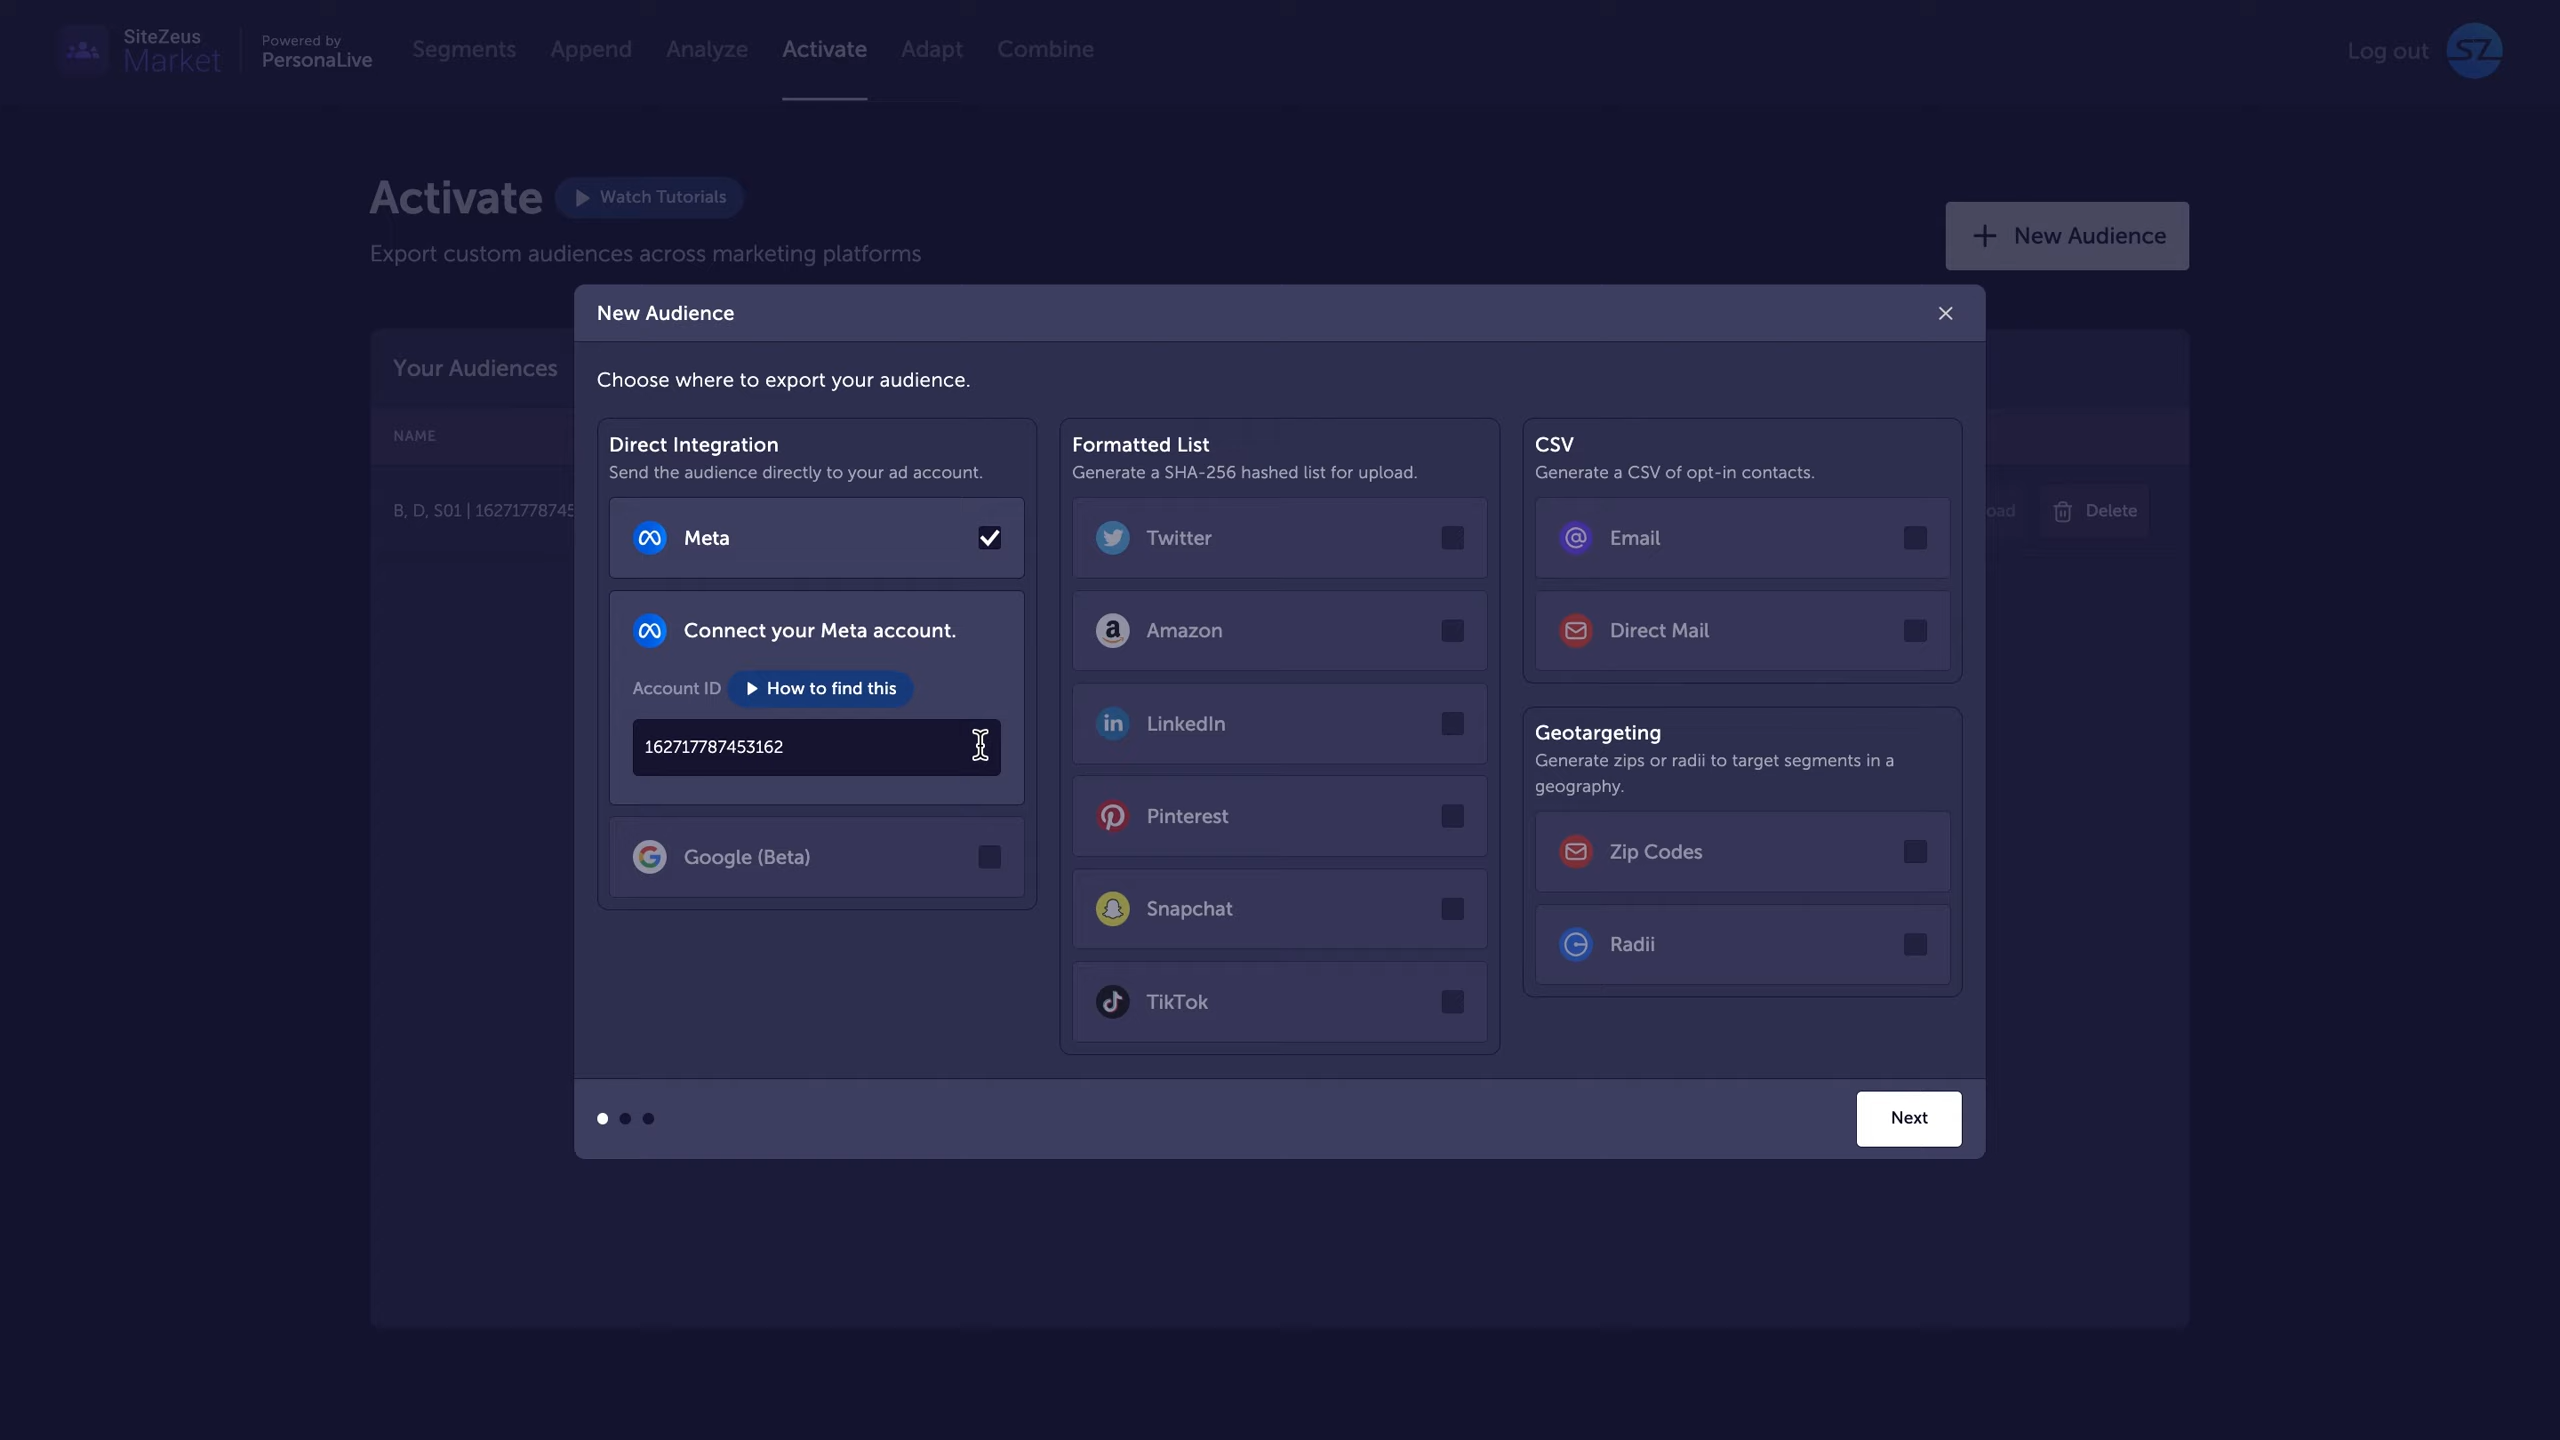 SiteZeus
Market
Powered by
PersonaLive
Segments
Append
Analyze
Activate
Adapt
Combine
Log out
SZ
Activate
Watch Tutorials
Export custom audiences across marketing platforms
New Audience
Your Audiences
NAME
B, D, S01 | 16271778745
Delete
New Audience
Choose where to export your audience.
Direct Integration
Send the audience directly to your ad account.
Meta
Connect your Meta account.
Account ID
How to find this
162717787453162
Google (Beta)
Formatted List
Generate a SHA-256 hashed list for upload.
Twitter
Amazon
LinkedIn
Pinterest
Snapchat
TikTok
CSV
Generate a CSV of opt-in contacts.
Email
Direct Mail
Geotargeting
Generate zips or radii to target segments in a
geography.
Zip Codes
Radii
Next